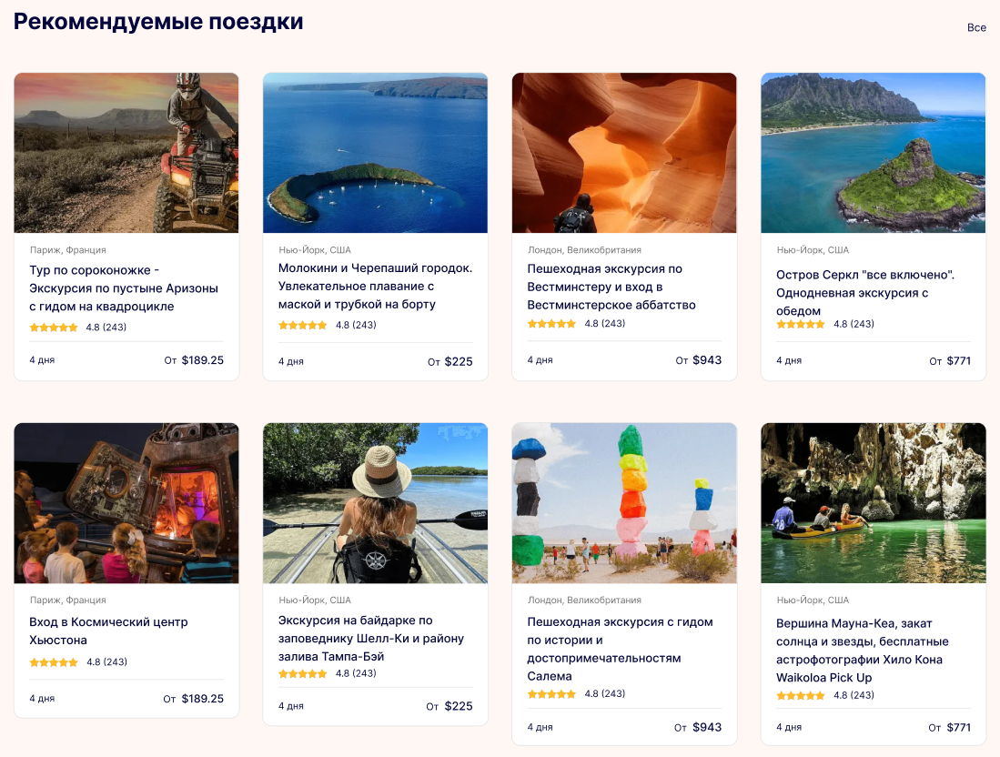 Рекомендуемые поездки
Все
Париж, Франция
Тур по сороконожке -
Экскурсия по пустыне Аризоны
с гидом на квадроцикле
4.8 (243)
4 дня
От $189.25
Нью-Йорк, США
Молокини и Черепаший городок.
Увлекательное плавание с
маской и трубкой на борту
4.8 (243)
4 дня
От $225
Лондон, Великобритания
Пешеходная экскурсия по
Вестминстеру и вход в
Вестминстерское аббатство
4.8 (243)
4 дня
От $943
Нью-Йорк, США
Остров Серкл "все включено".
Однодневная экскурсия с
обедом
4.8 (243)
4 дня
От $771
Париж, Франция
Вход в Космический центр
Хьюстона
4.8 (243)
4 дня
От $189.25
Нью-Йорк, США
Экскурсия на байдарке по
заповеднику Шелл-Ки и району
залива Тампа-Бэй
4.8 (243)
4 дня
От $225
Лондон, Великобритания
Пешеходная экскурсия с гидом
по истории и
достопримечательностям
Салема
4.8 (243)
4 дня
От $943
Нью-Йорк, США
Вершина Мауна-Кеа, закат
солнца и звезды, бесплатные
астрофотографии Хило Кона
Waikoloa Pick Up
4.8 (243)
4 дня
От $771